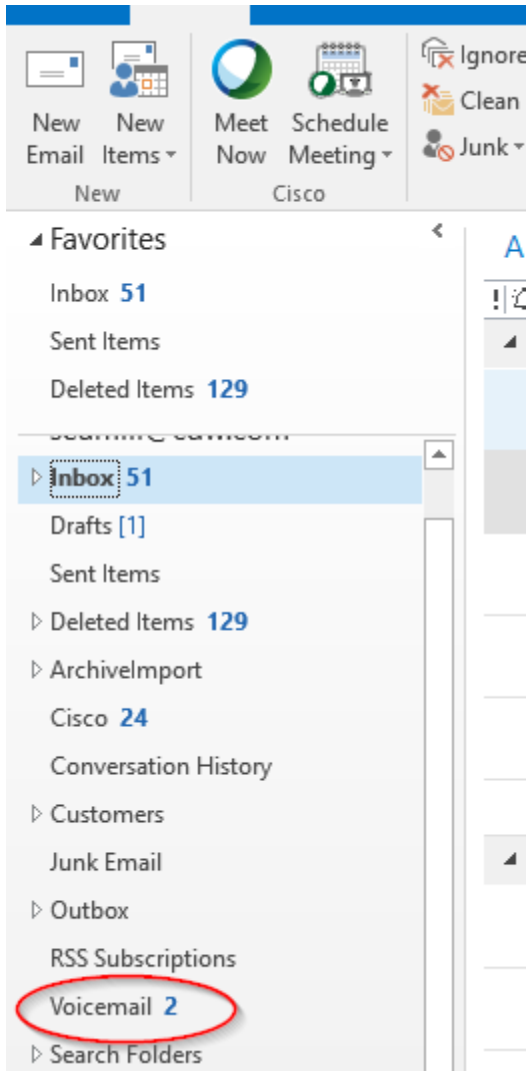 New Email
New Items
Meet Now
Schedule Meeting
Ignore
Clean
Junk
New
Cisco
Favorites
Inbox 51
Sent Items
Deleted Items 129
Inbox 51
Drafts [1]
Sent Items
Deleted Items 129
ArchiveImport
Cisco 24
Conversation History
Customers
Junk Email
Outbox
RSS Subscriptions
Voicemail 2
Search Folders
A
!